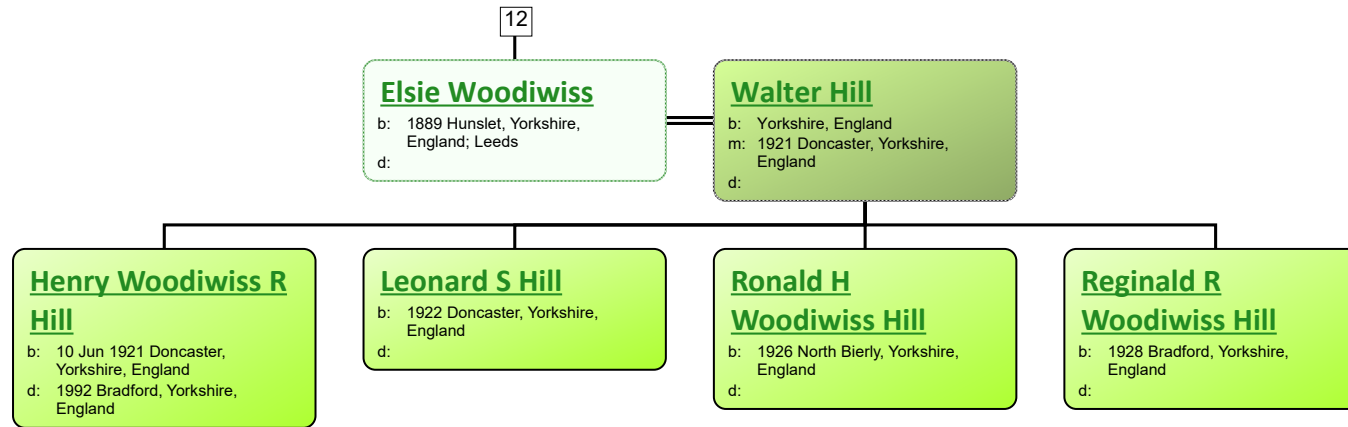 12
Elsie Woodiwiss
b: 1889 Hunslet, Yorkshire,
England; Leeds
d:
Walter Hill
b: Yorkshire, England
m: 1921 Doncaster, Yorkshire,
England
d:
Henry Woodiwiss R
Hill
b: 10 Jun 1921 Doncaster,
Yorkshire, England
d: 1992 Bradford, Yorkshire,
England
Leonard S Hill
b: 1922 Doncaster, Yorkshire,
England
d:
Ronald H
Woodiwiss Hill
b: 1926 North Bierly, Yorkshire,
England
d:
Reginald R
Woodiwiss Hill
b: 1928 Bradford, Yorkshire,
England
d: